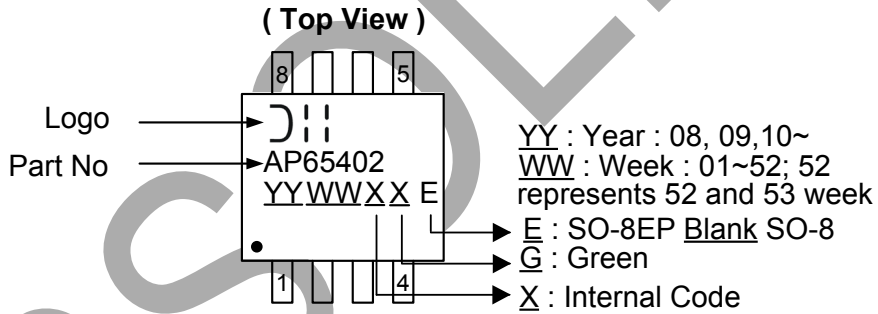 ( Top View )
8 5
Logo
Part No
AP65402
YYWWXX E
1 4
YY : Year : 08, 09,10~
WW : Week : 01~52; 52
represents 52 and 53 week
E : SO-8EP Blank SO-8
G : Green
X : Internal Code